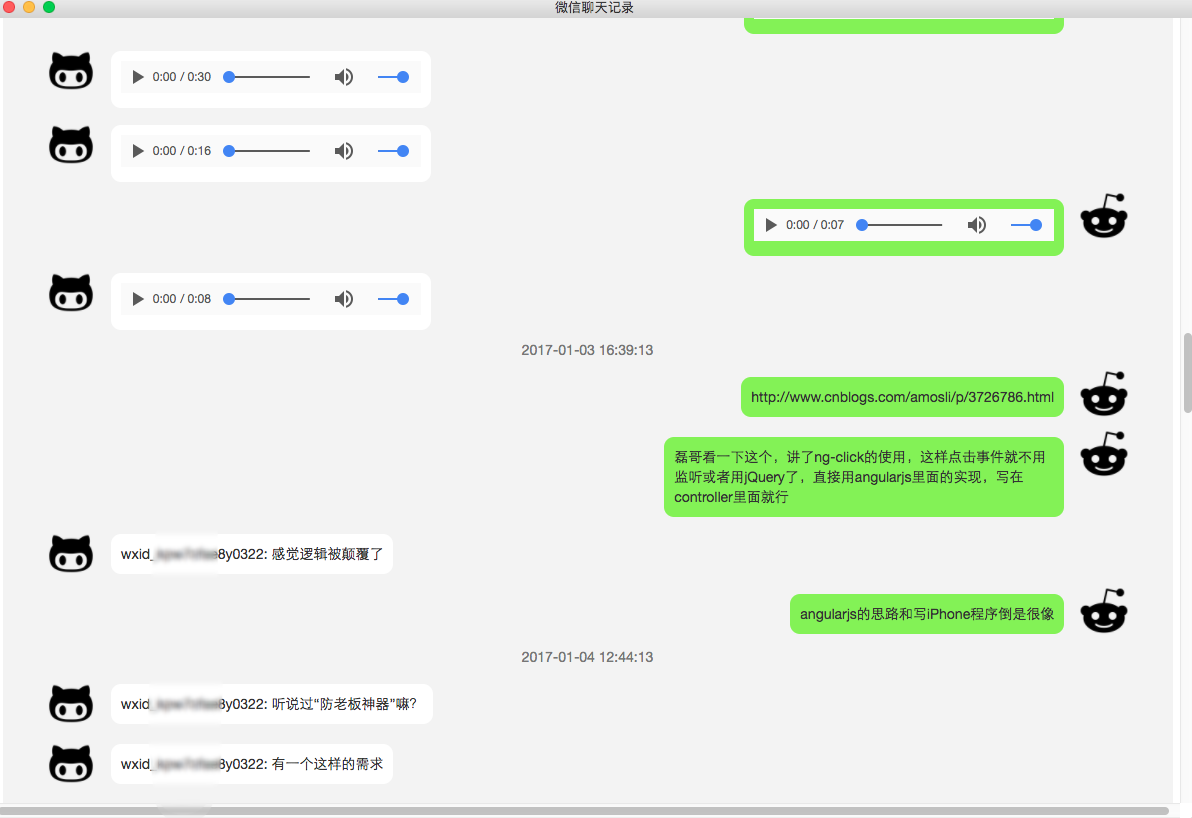 微信聊天记录
0:00 / 0:30
0:00 / 0:16
0:00 / 0:07
0:00 / 0:08
2017-01-03 16:39:13
http://www.cnblogs.com/amosli/p/3726786.html
磊哥看一下这个，讲了ng-click的使用，这样点击事件就不用
监听或者用jQuery了，直接用angularjs里面的实现，写在
controller里面就行
wxid_ 8y0322: 感觉逻辑被颠覆了
angularjs的思路和写iPhone程序倒是很像
2017-01-04 12:44:13
wxid_ 8y0322: 听说过“防老板神器”嘛？
wxid_ 8y0322: 有一个这样的需求